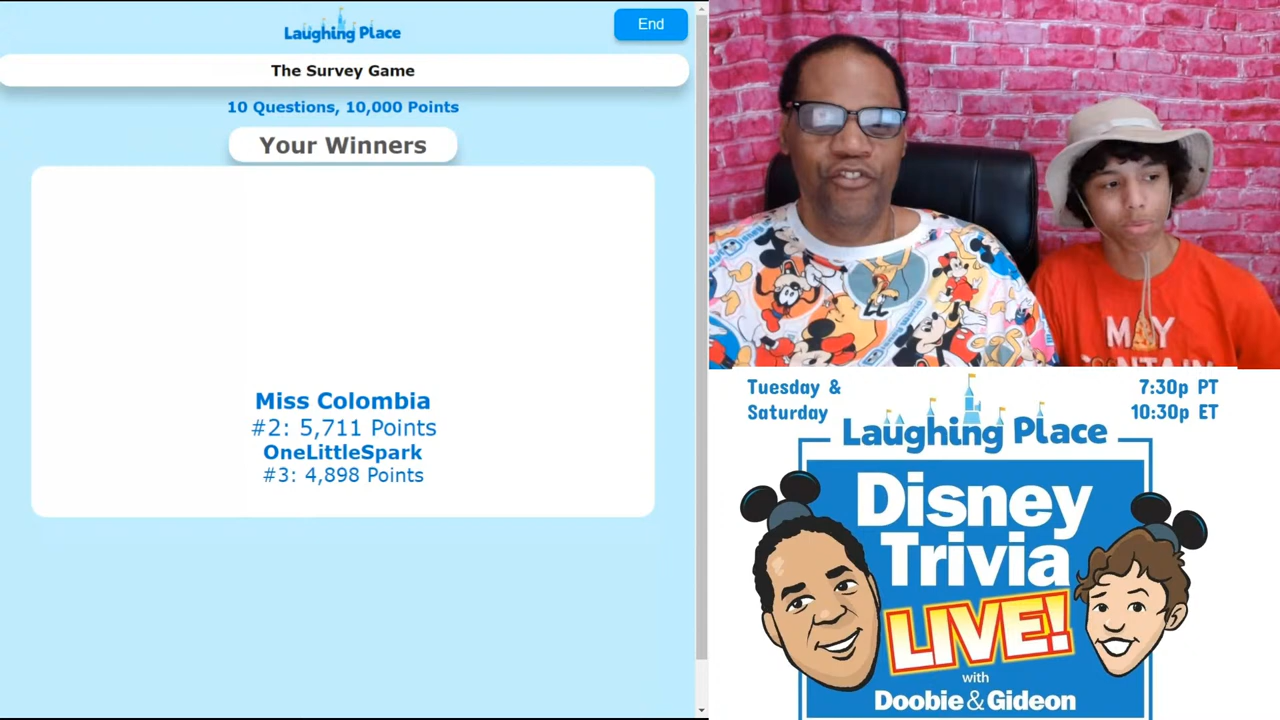 Laughing Place
End
The Survey Game
10 Questions, 10,000 Points
Your Winners
Miss Colombia
#2: 5,711 Points
OneLittleSpark
#3: 4,898 Points
MAY
Tuesday &
Saturday
7:30p PT
10:30p ET
Laughing Place
Disney
Trivia
LIVE!
with
Doobie & Gideon